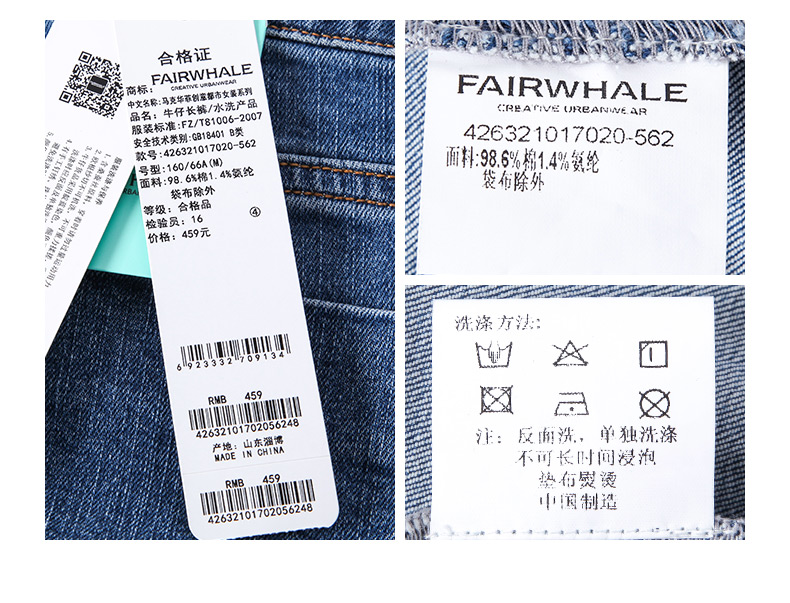 合格证
商标: FAIRWHALE
CREATIVE URBANWEAR
中文名称: 马克华菲创意都市女装系列
品名: 牛仔长裤/水洗产品
服装标准: FZ/T81006-2007
安全技术类别: GB18401 B类
款号: 426321017020-562
型号: 160/66A(M)
面料: 98.6%棉1.4%氨纶
袋布除外
等级: 合格品
检验员: 16
④
价格: 459元
6 923332 709134
RMB 459
42632101702056248
产地: 山东淄博
MADE IN CHINA
RMB 459
42632101702056248
FAIRWHALE
CREATIVE URBANWEAR
426321017020-562
面料:98.6%棉1.4%氨纶
袋布除外
洗涤方法:
注: 反面洗, 单独洗涤
不可长时间浸泡
垫布熨烫
中国制造